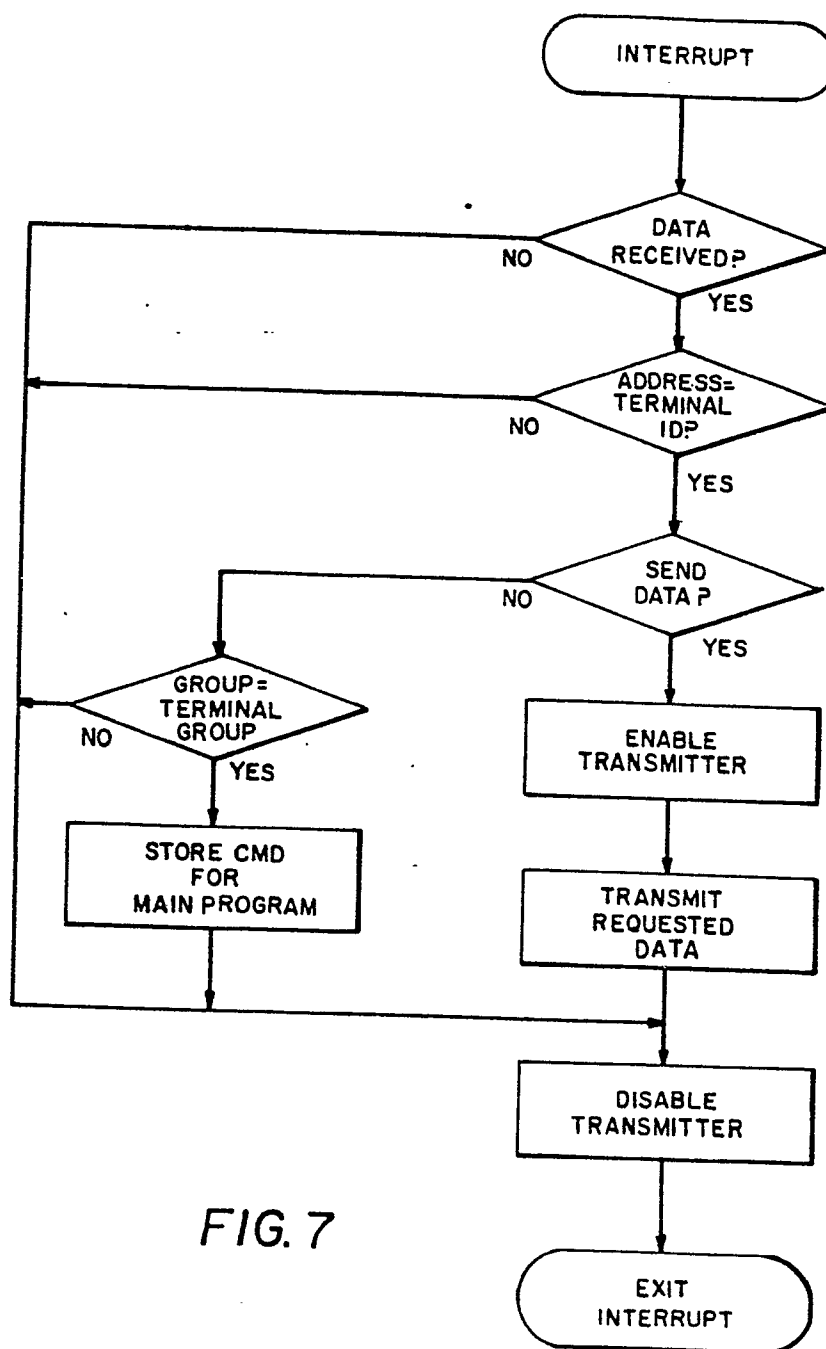 INTERRUPT
DATA
RECEIVED?
NO
YES
ADDRESS=
TERMINAL
ID?
NO
YES
SEND
DATA?
NO
YES
GROUP=
TERMINAL
GROUP
NO
YES
ENABLE
TRANSMITTER
STORE CMD
FOR
MAIN PROGRAM
TRANSMIT
REQUESTED
DATA
DISABLE
TRANSMITTER
FIG. 7
EXIT
INTERRUPT